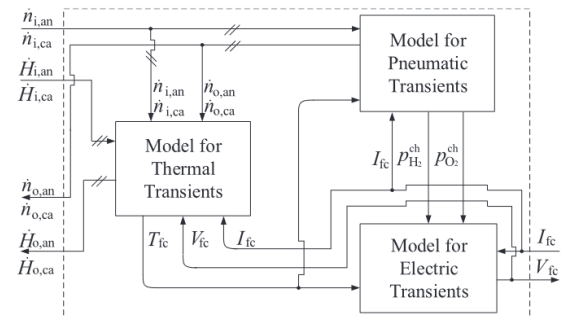 ṅi,an
ṅi,ca
Ḣi,an
Ḣi,ca
ṅo,an
ṅo,ca
Ḣo,an
Ḣo,ca
ṅi,an
ṅi,ca
ṅo,an
ṅo,ca
Model for
Pneumatic
Transients
Model for
Thermal
Transients
Ifc
pchH2
pchO2
Tfc
Vfc
Ifc
Model for
Electric
Transients
Ifc
Vfc